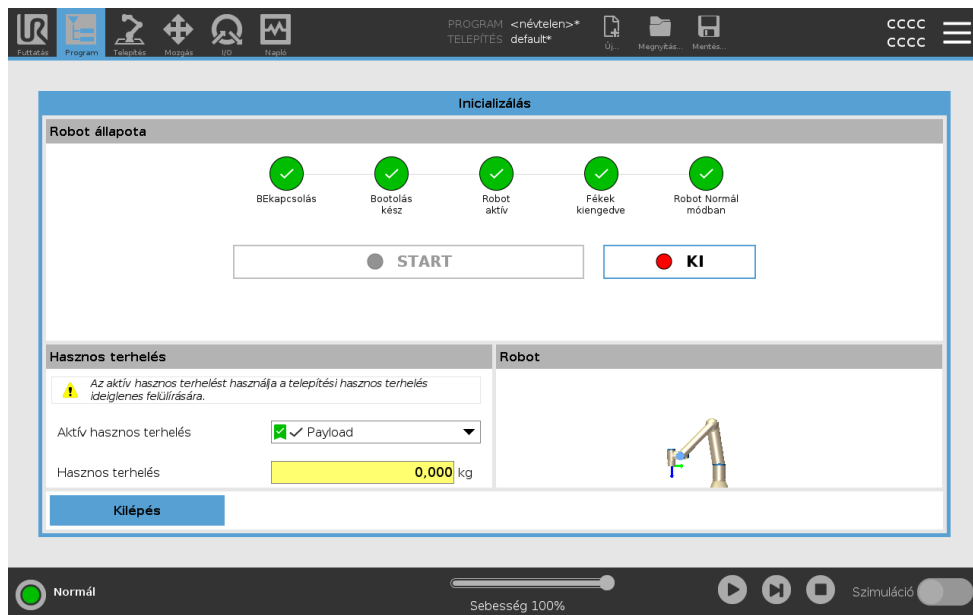 PROGRAM <névtelen>*
TELEPÍTÉS default*
CCCC
CCCC
Futtatás Program Telepítés Mozgás I/O Napló Új... Megnyitás... Mentés...
Inicializálás
Robot állapota
BEkapcsolás Bootolás kész Robot aktív Fékek kiengedve Robot Normál módban
START KI
Hasznos terhelés
Robot
Az aktív hasznos terhelést használja a telepítési hasznos terhelés
ideiglenes felülírására.
Aktív hasznos terhelés Payload
Hasznos terhelés 0,000 kg
Kilépés
Normál
Sebesség 100%
Szimuláció